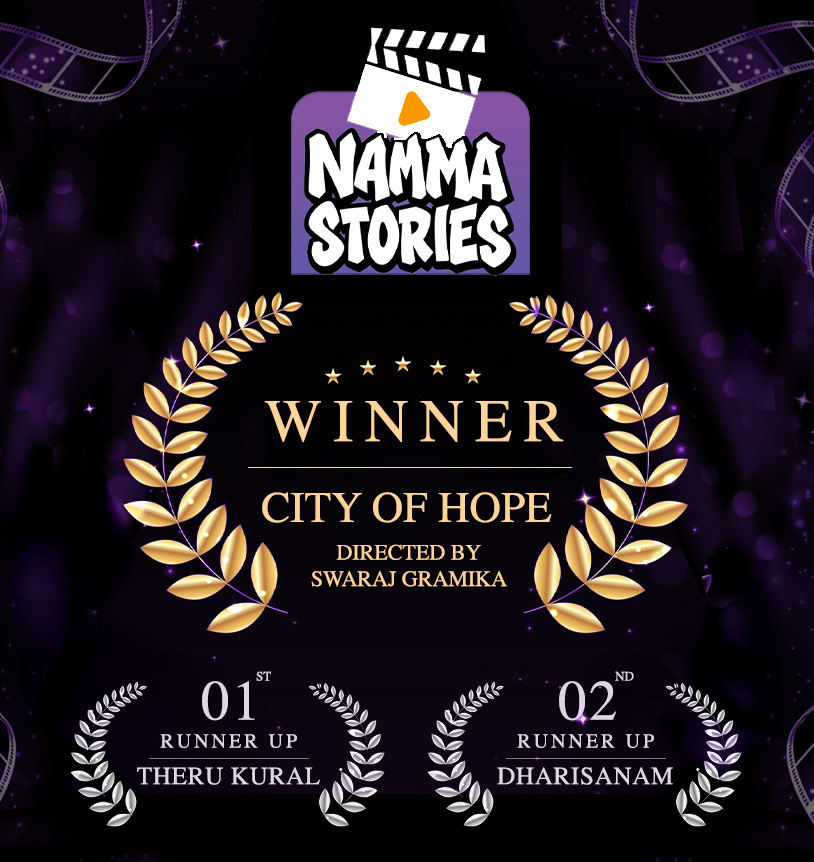 NAMMA
STORIES
WINNER
CITY OF HOPE
DIRECTED BY
SWARAJ GRAMIKA
01ST
RUNNER UP
THERU KURAL
02ND
RUNNER UP
DHARISANAM